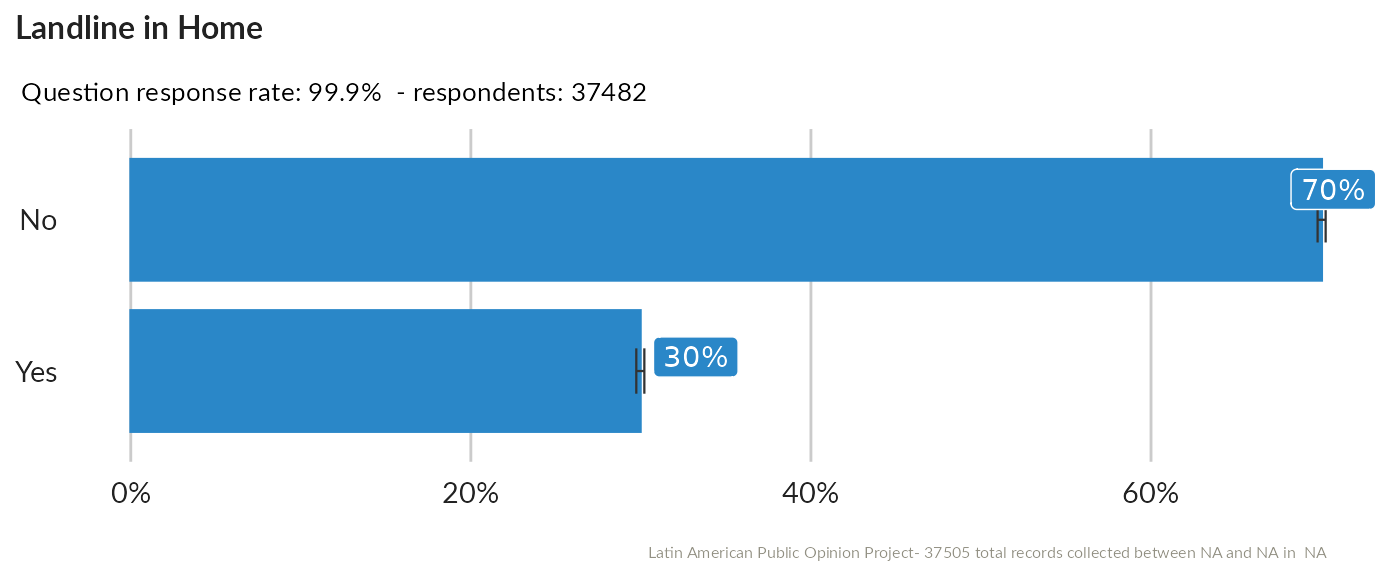 Landline in Home
Question response rate: 99.9% - respondents: 37482
No
70%
Yes
30%
0% 20% 40% 60%
Latin American Public Opinion Project- 37505 total records collected between NA and NA in NA